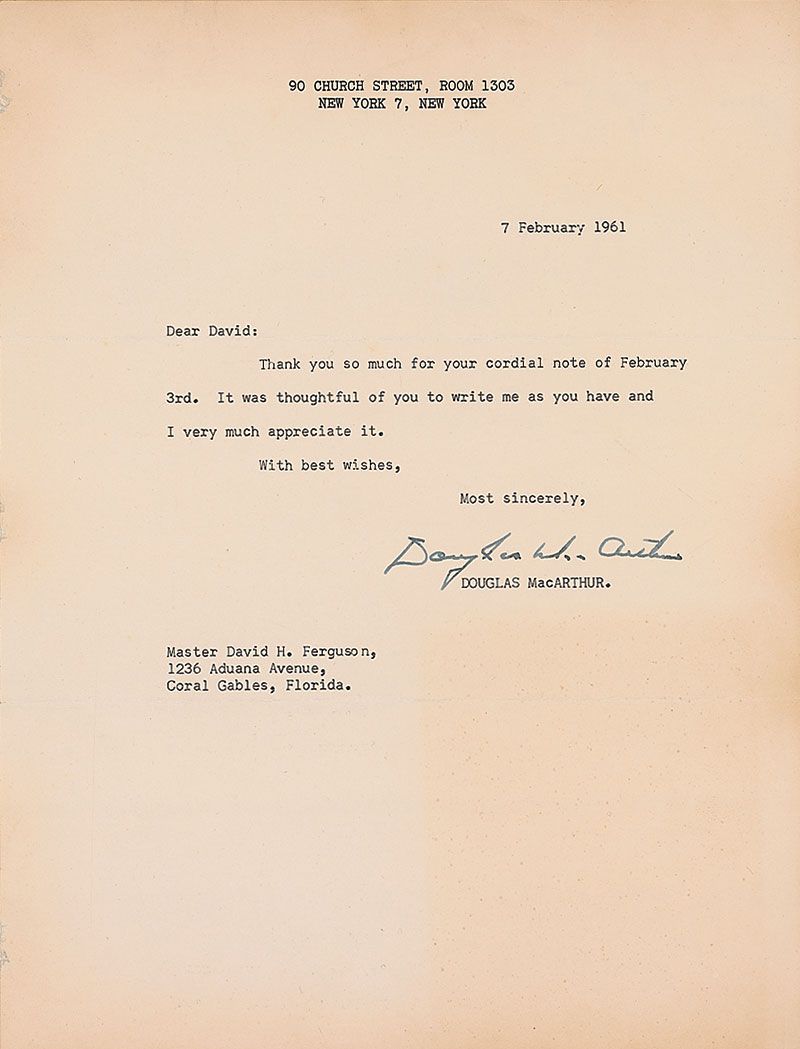 90 CHURCH STREET, ROOM 1303
NEW YORK 7, NEW YORK
7 February 1961
Dear David:
Thank you so much for your cordial note of February
3rd. It was thoughtful of you to write me as you have and
I very much appreciate it.
With best wishes,
Most sincerely,
Douglas MacArthur
DOUGLAS MacARTHUR.
Master David H. Ferguson,
1236 Aduana Avenue,
Coral Gables, Florida.